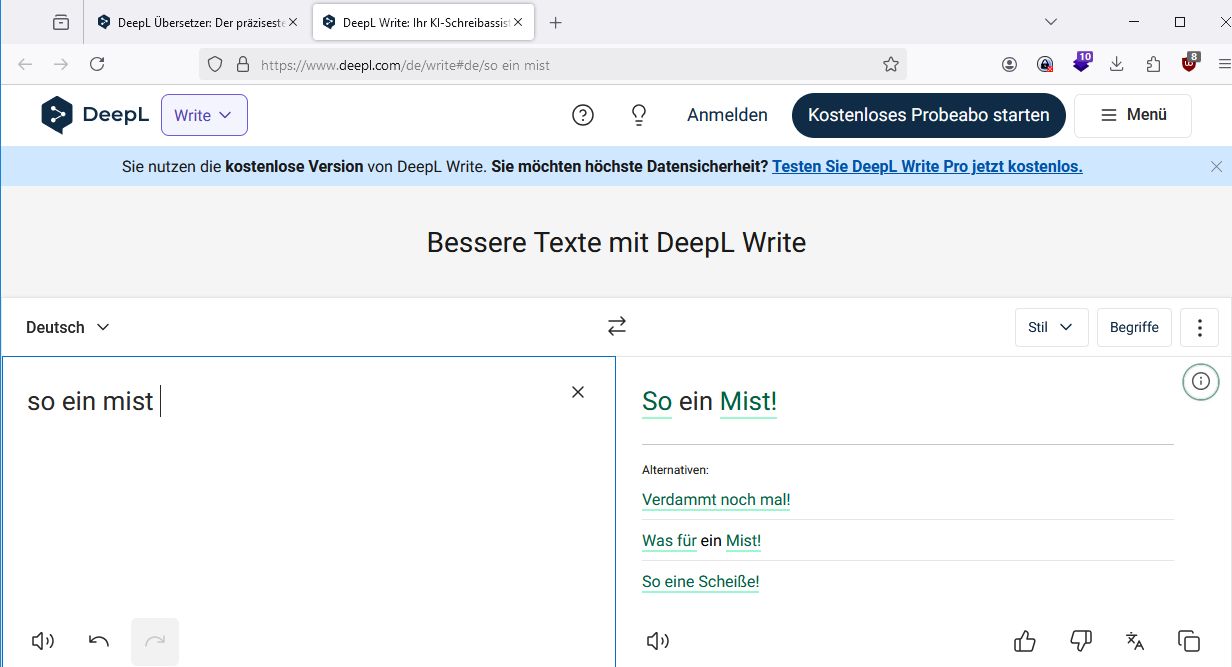 DeepL Übersetzer: Der präziseste
DeepL Write: Ihr KI-Schreibassist
https://www.deepl.com/de/write#de/so ein mist
10
8
DeepL
Write
Anmelden
Kostenloses Probeabo starten
Menü
Sie nutzen die kostenlose Version von DeepL Write. Sie möchten höchste Datensicherheit? Testen Sie DeepL Write Pro jetzt kostenlos.
Bessere Texte mit DeepL Write
Deutsch
Stil
Begriffe
so ein mist
So ein Mist!
Alternativen:
Verdammt noch mal!
Was für ein Mist!
So eine Scheiße!